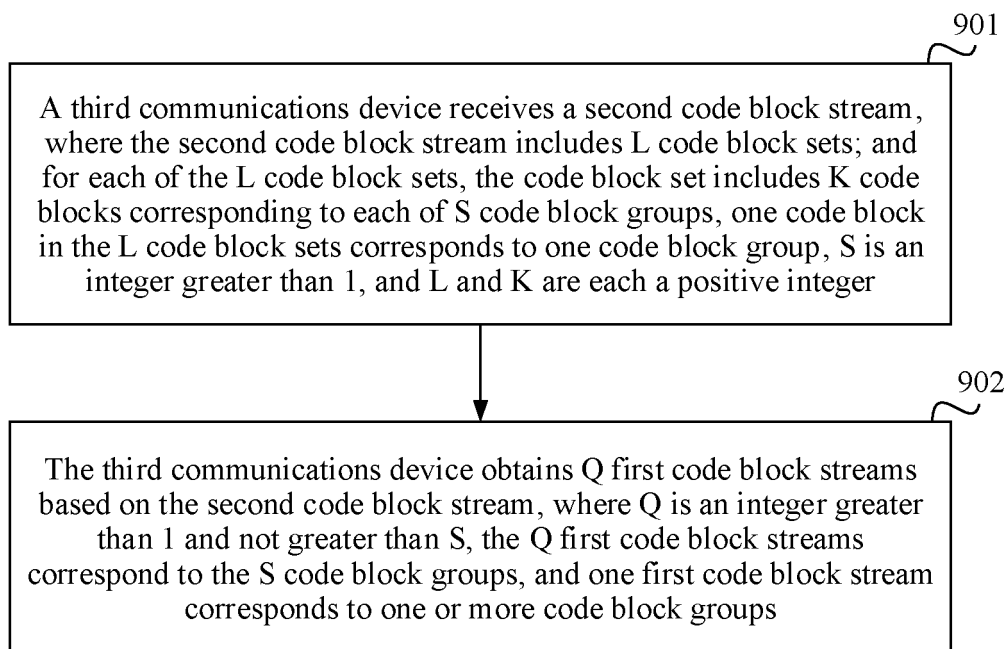 901
A third communications device receives a second code block stream,
where the second code block stream includes L code block sets; and
for each of the L code block sets, the code block set includes K code
blocks corresponding to each of S code block groups, one code block
in the L code block sets corresponds to one code block group, S is an
integer greater than 1, and L and K are each a positive integer
902
The third communications device obtains Q first code block streams
based on the second code block stream, where Q is an integer greater
than 1 and not greater than S, the Q first code block streams
correspond to the S code block groups, and one first code block stream
corresponds to one or more code block groups